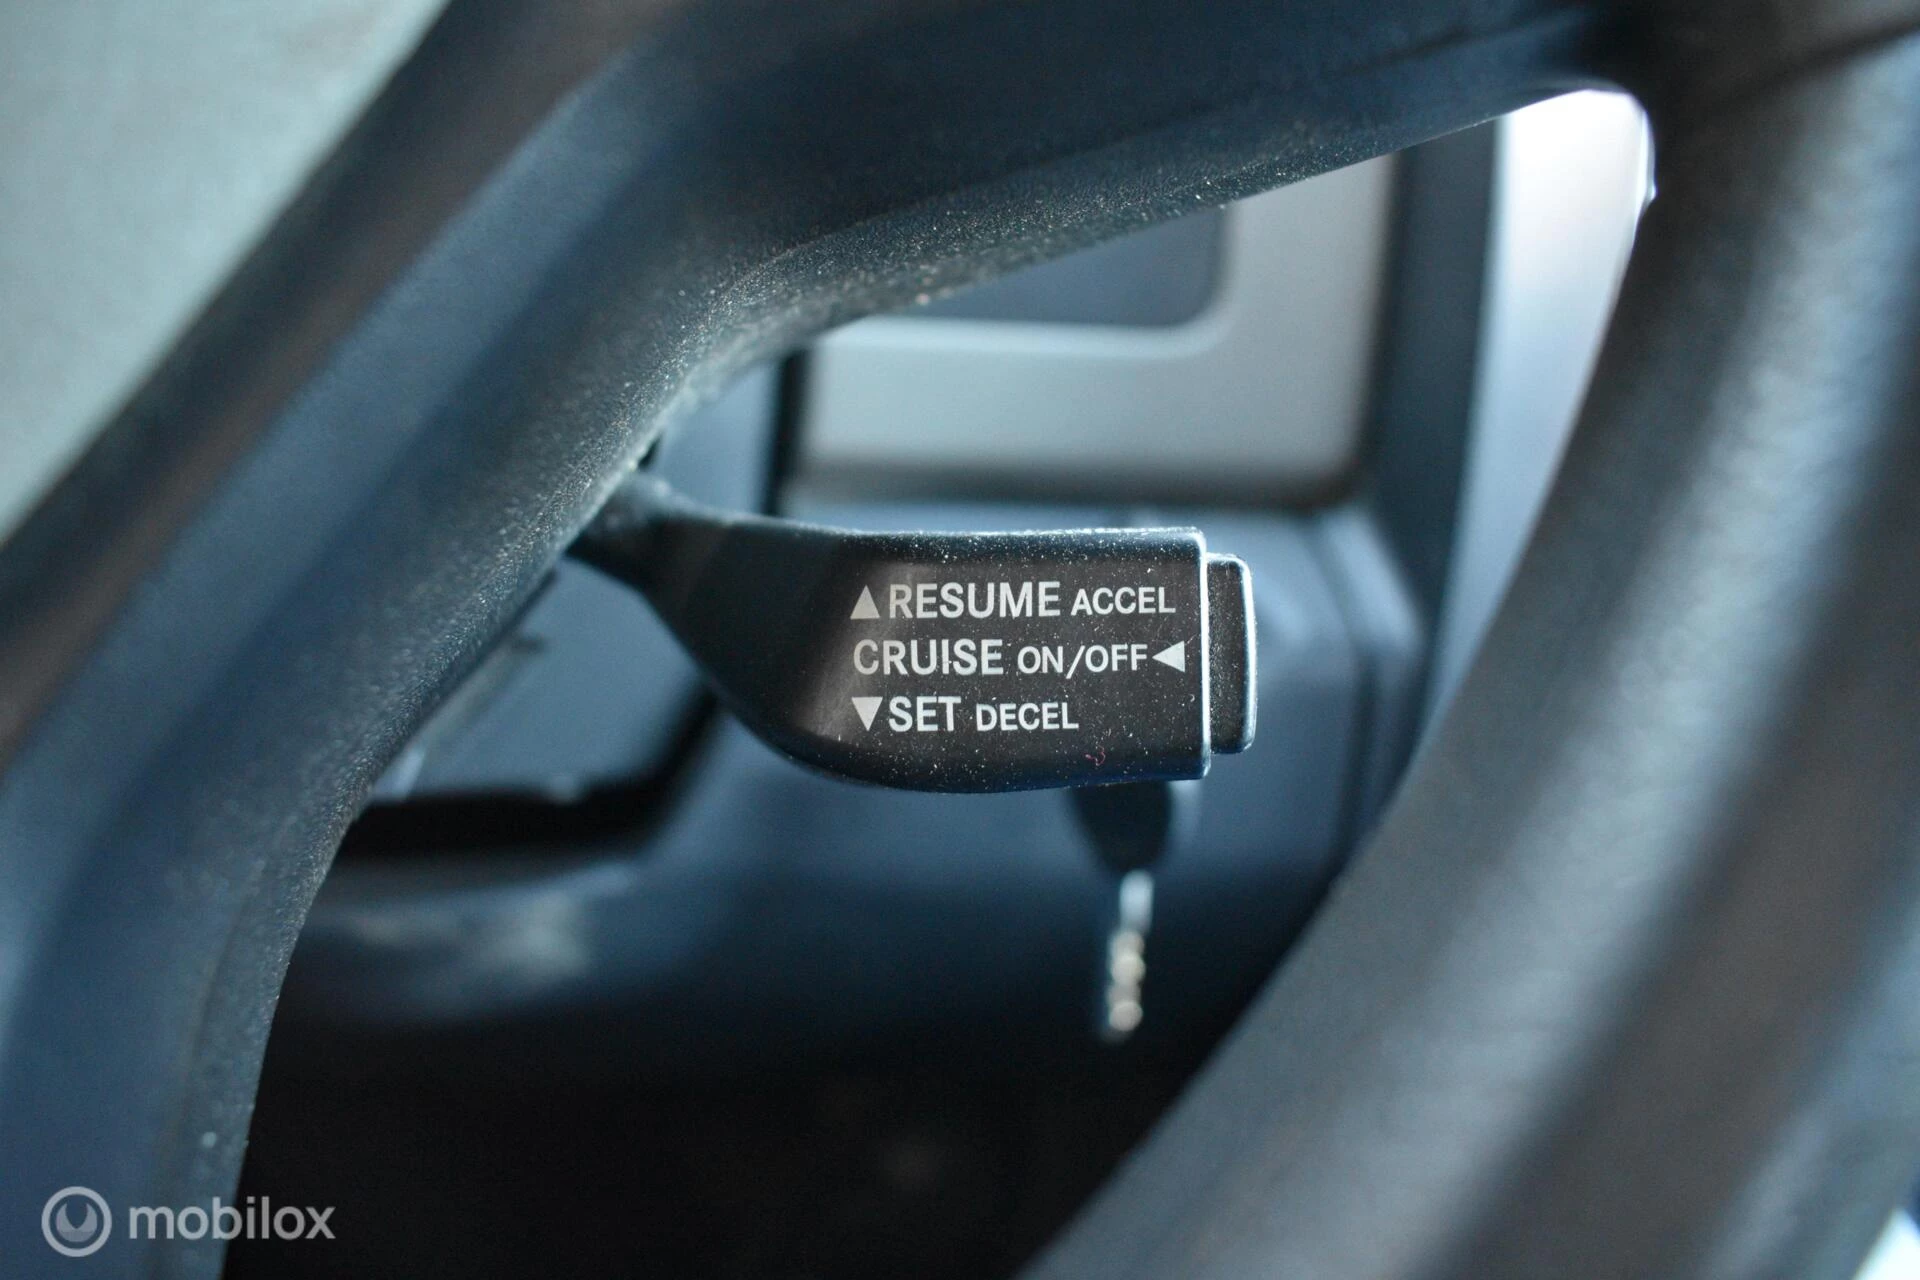 ▲RESUME ACCEL
CRUISE ON/OFF◀
▼SET DECEL
mobilox